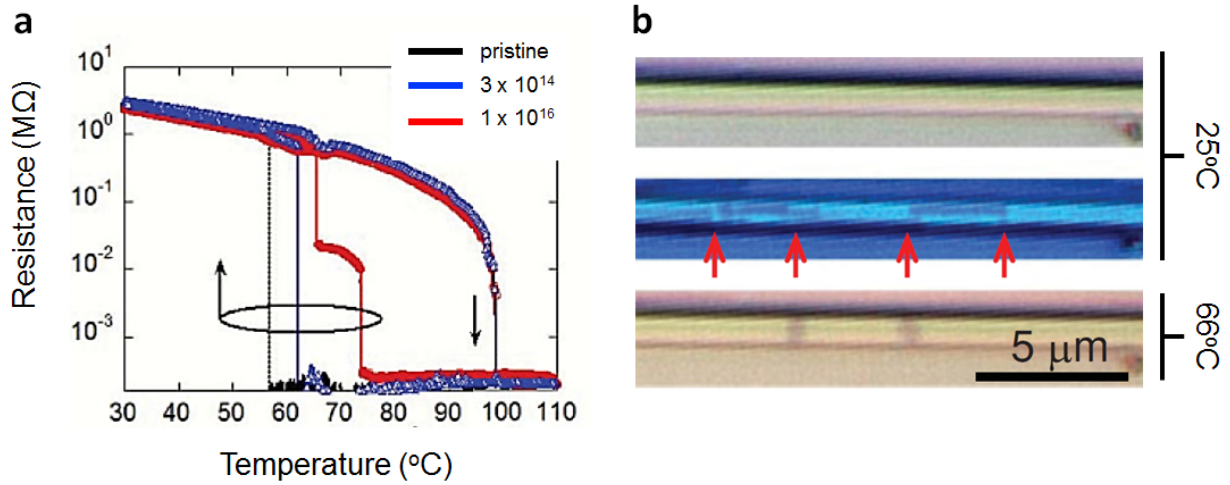 a
b
pristine
3 x 10¹⁴
1 x 10¹⁶
Resistance (MΩ)
10¹
10⁰
10⁻¹
10⁻²
10⁻³
30 40 50 60 70 80 90 100 110
Temperature (°C)
25°C
66°C
5 μm